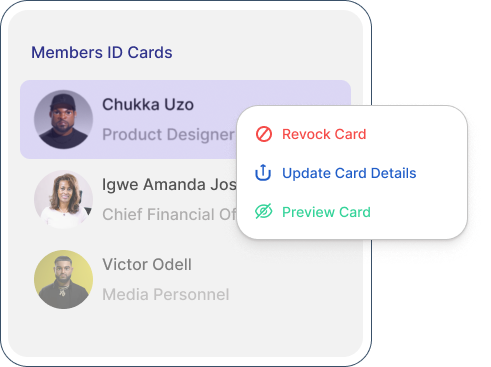 Members ID Cards
Chukka Uzo
Product Designer
Revock Card
Update Card Details
Igwe Amanda Jos
Chief Financial Of
Preview Card
Victor Odell
Media Personnel